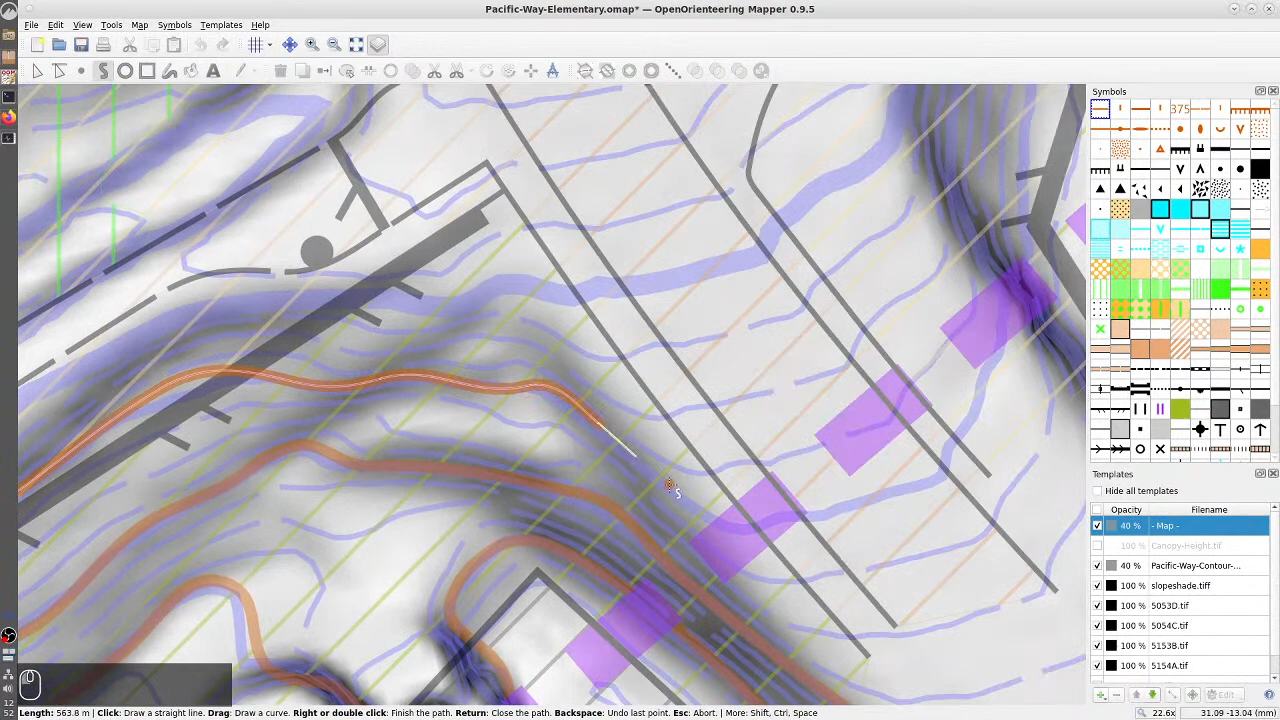 Pacific-Way-Elementary.omap* — OpenOrienteering Mapper 0.9.5
File Edit View Tools Map Symbols Templates Help
Symbols
375
Templates
Hide all templates
Opacity Filename
40 % - Map -
100 % Canopy-Height.tif
40 % Pacific-Way-Contour-...
100 % slopeshade.tiff
100 % 5053D.tif
100 % 5054C.tif
100 % 5153B.tif
100 % 5154A.tif
Edit...
12
52
Length: 563.8 m | Click: Draw a straight line. Drag: Draw a curve. Right or double click: Finish the path. Return: Close the path. Backspace: Undo last point. Esc: Abort. | More: Shift, Ctrl, Space
22.6x 31.09 -13.04 (mm)